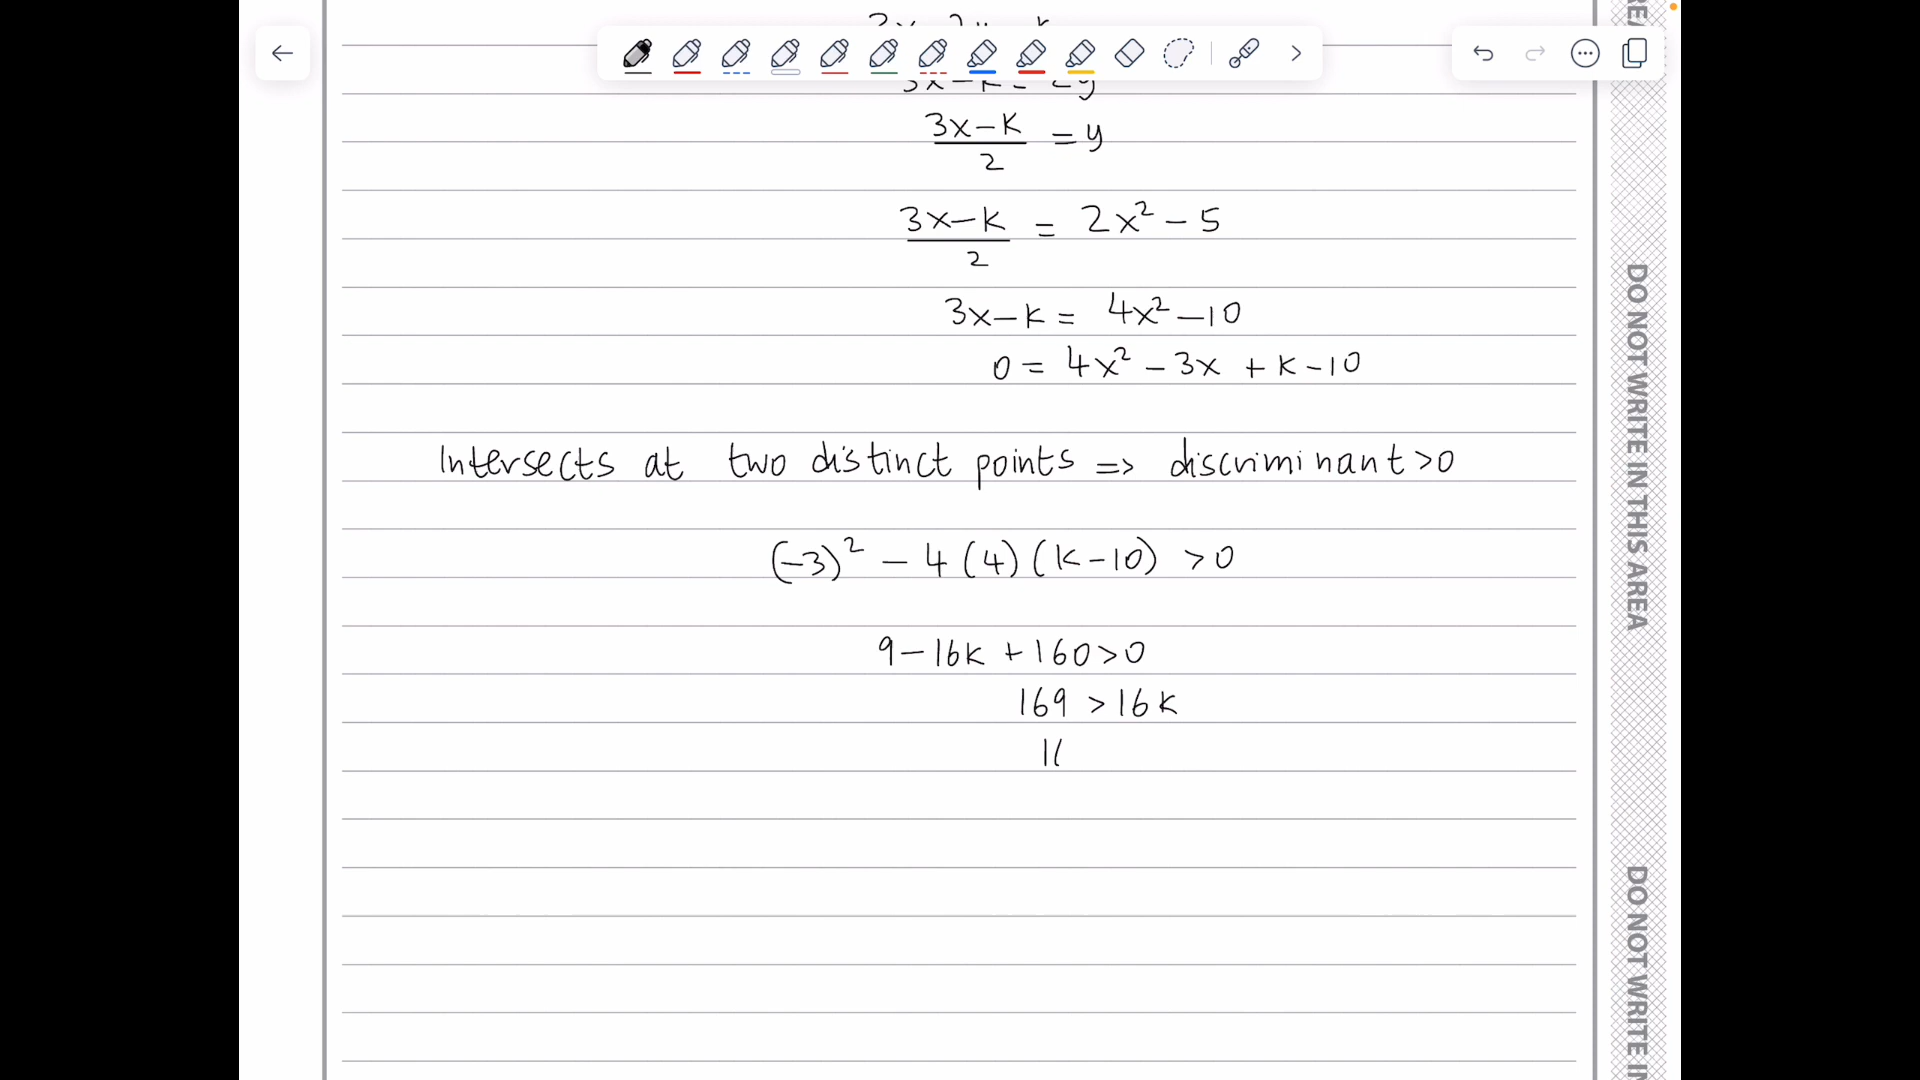 3x-k = 2y
3x-k/2 = y
3x-k/2 = 2x² - 5
3x-k = 4x² - 10
0 = 4x² - 3x + k - 10
Intersects at two distinct points => discriminant > 0
(-3)² - 4(4)(k-10) > 0
9 - 16k + 160 > 0
169 > 16k
DO NOT WRITE IN THIS AREA
DO NOT WRITE IN